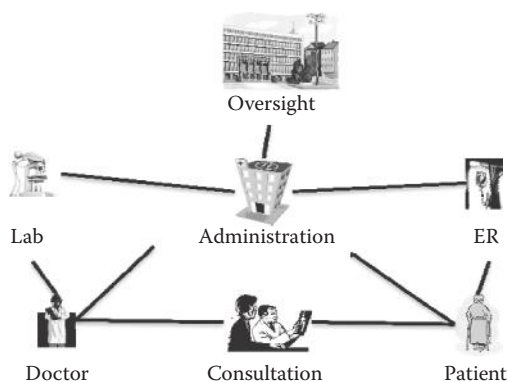 Oversight
Lab
Administration
ER
Doctor
Consultation
Patient